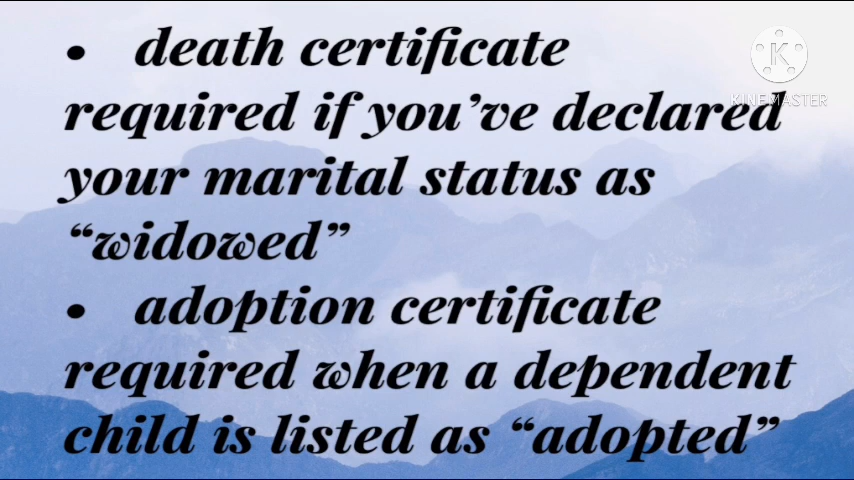 • death certificate
required if you’ve declared
your marital status as
“widowed”
• adoption certificate
required when a dependent
child is listed as “adopted”
K
KINEMASTER